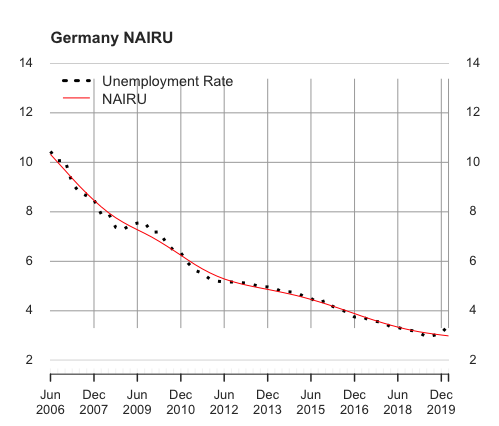 Germany NAIRU
14 14
Unemployment Rate
NAIRU
12 12
10 10
8 8
6 6
4 4
2 2
Jun Dec Jun Dec Jun Dec Jun Dec Jun Dec
2006 2007 2009 2010 2012 2013 2015 2016 2018 2019